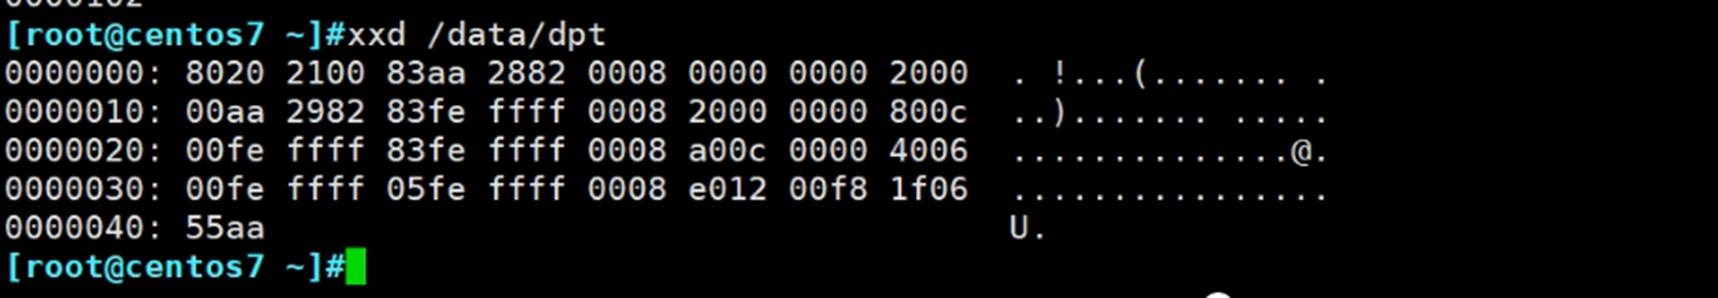 [root@centos7 ~]#xxd /data/dpt
0000000: 8020 2100 83aa 2882 0008 0000 0000 2000  . !...(....... .
0000010: 00aa 2982 83fe ffff 0008 2000 0000 800c  ..)....... .....
0000020: 00fe ffff 83fe ffff 0008 a00c 0000 4006  ..............@.
0000030: 00fe ffff 05fe ffff 0008 e012 00f8 1f06  ................
0000040: 55aa                                     U.
[root@centos7 ~]#